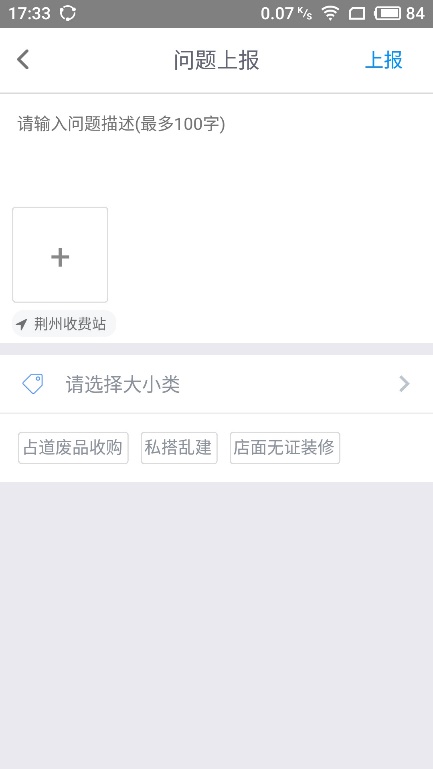 17:33 0.07 K/s 84
问题上报 上报
请输入问题描述(最多100字)
荆州收费站
请选择大小类
占道废品收购 私搭乱建 店面无证装修